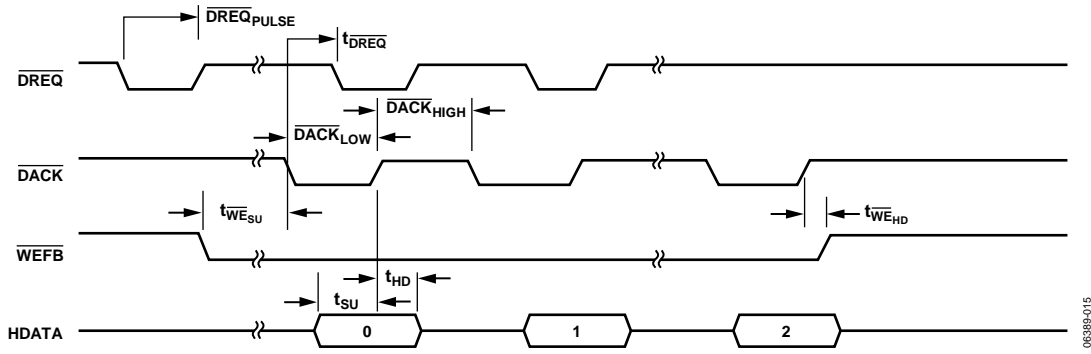 DREQPULSE
tDREQ
DREQ
DACKHIGH
DACKLOW
DACK
tWESU
tWEHD
WEFB
tHD
tSU
HDATA 0 1 2
06389-015